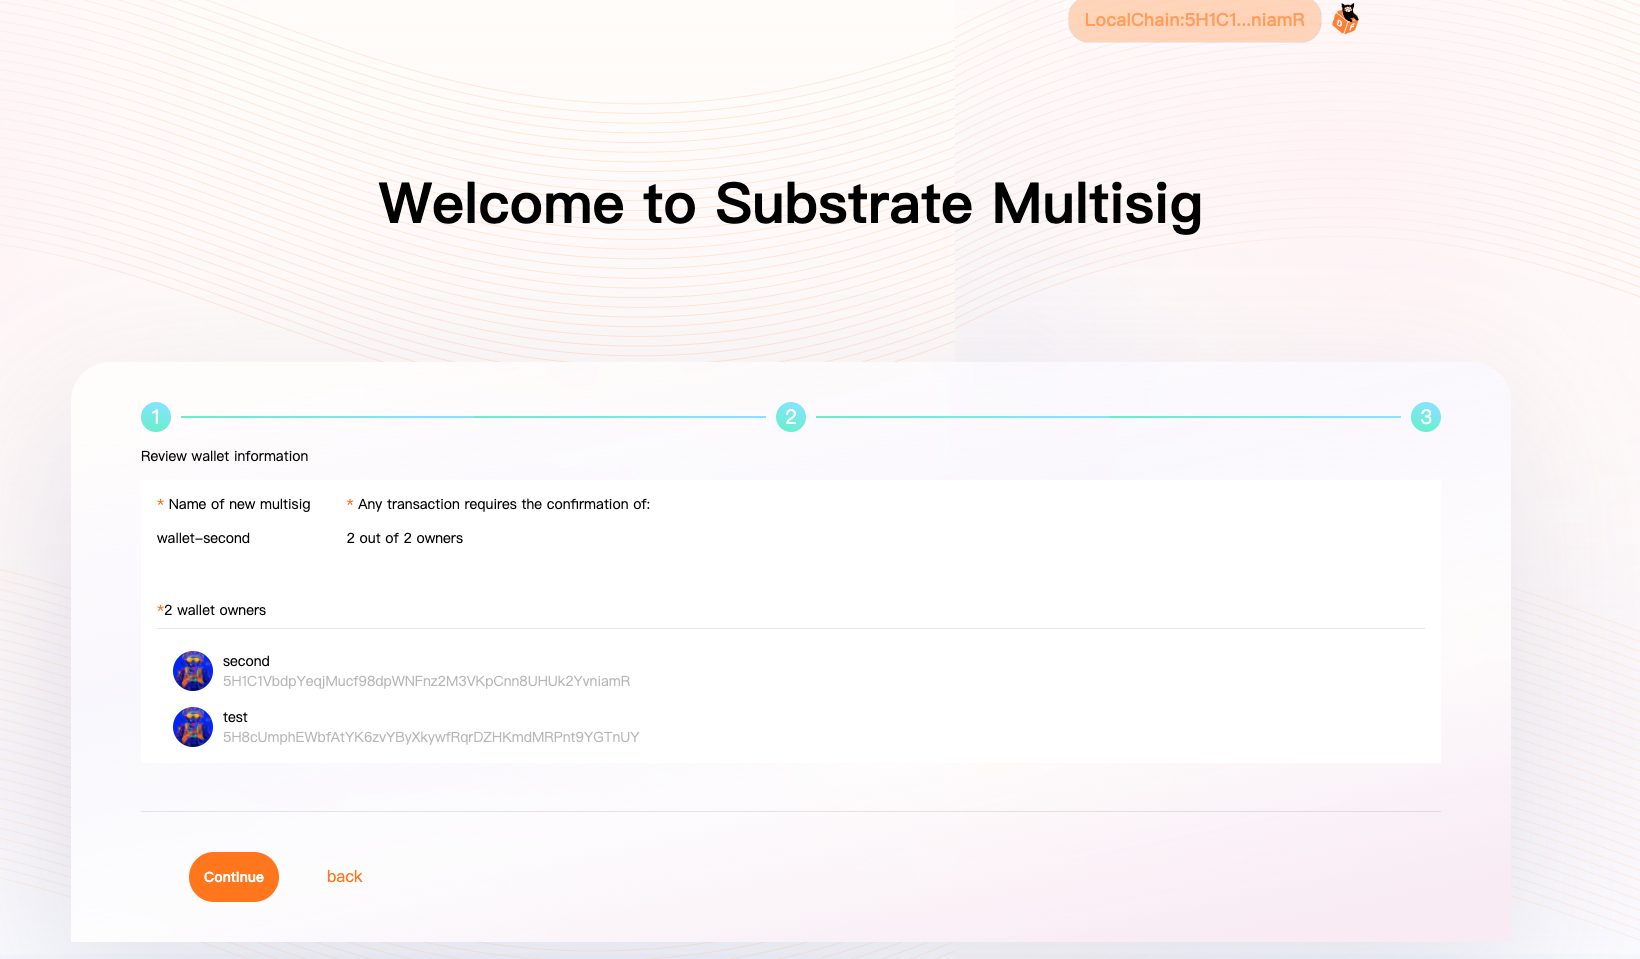 LocalChain:5H1C1...niamR
Welcome to Substrate Multisig
1
2
3
Review wallet information
* Name of new multisig
* Any transaction requires the confirmation of:
wallet-second
2 out of 2 owners
*2 wallet owners
second
5H1C1VbdpYeqjMucf98dpWNFnz2M3VKpCnn8UHUk2YvniamR
test
5H8cUmphEWbfAtYK6zvYByXkywfRqrDZHKmdMRPnt9YGTnUY
Continue
back